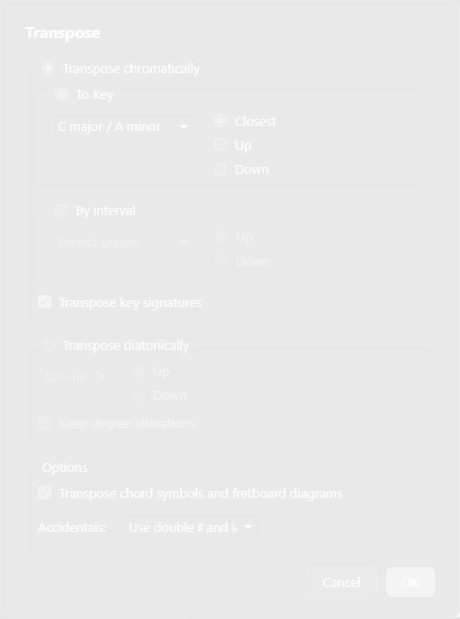 Transpose
Transpose chromatically
To Key
C major / A minor
Closest
Up
Down
By interval
Perfect unison
Up
Down
Transpose key signatures
Transpose diatonically
Second
Up
Down
Keep degree alterations
Options
Transpose chord symbols and fretboard diagrams
Accidentals: Use double ♯ and ♭
Cancel OK